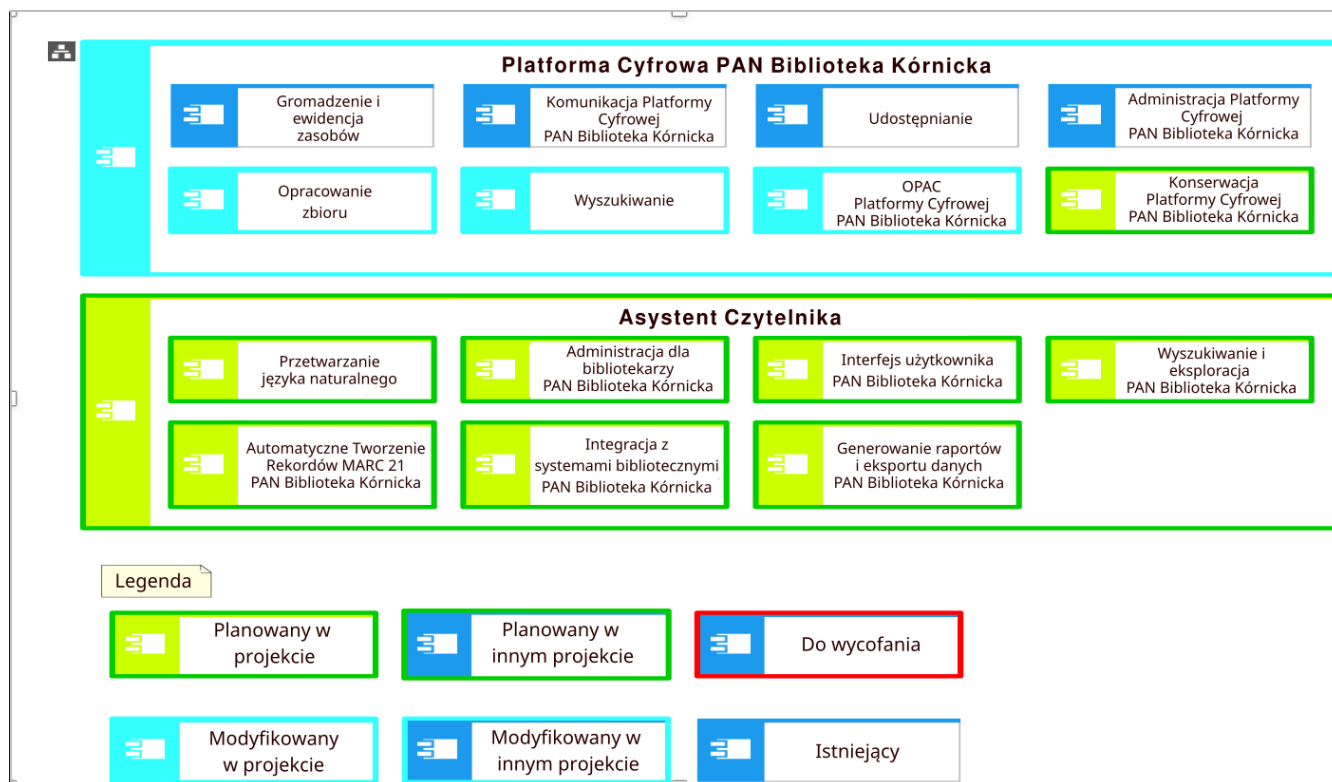 Platforma Cyfrowa PAN Biblioteka Kórnicka
Gromadzenie i
ewidencja
zasobów
Komunikacja Platformy
Cyfrowej
PAN Biblioteka Kórnicka
Udostępnianie
Administracja Platformy
Cyfrowej
PAN Biblioteka Kórnicka
Opracowanie
zbioru
Wyszukiwanie
OPAC
Platformy Cyfrowej
PAN Biblioteka Kórnicka
Konserwacja
Platformy Cyfrowej
PAN Biblioteka Kórnicka
Asystent Czytelnika
Przetwarzanie
języka naturalnego
Administracja dla
bibliotekarzy
PAN Biblioteka Kórnicka
Interfejs użytkownika
PAN Biblioteka Kórnicka
Wyszukiwanie i
eksploracja
PAN Biblioteka Kórnicka
Automatyczne Tworzenie
Rekordów MARC 21
PAN Biblioteka Kórnicka
Integracja z
systemami bibliotecznymi
PAN Biblioteka Kórnicka
Generowanie raportów
i eksportu danych
PAN Biblioteka Kórnicka
Legenda
Planowany w
projekcie
Planowany w
innym projekcie
Do wycofania
Modyfikowany
w projekcie
Modyfikowany w
innym projekcie
Istniejący